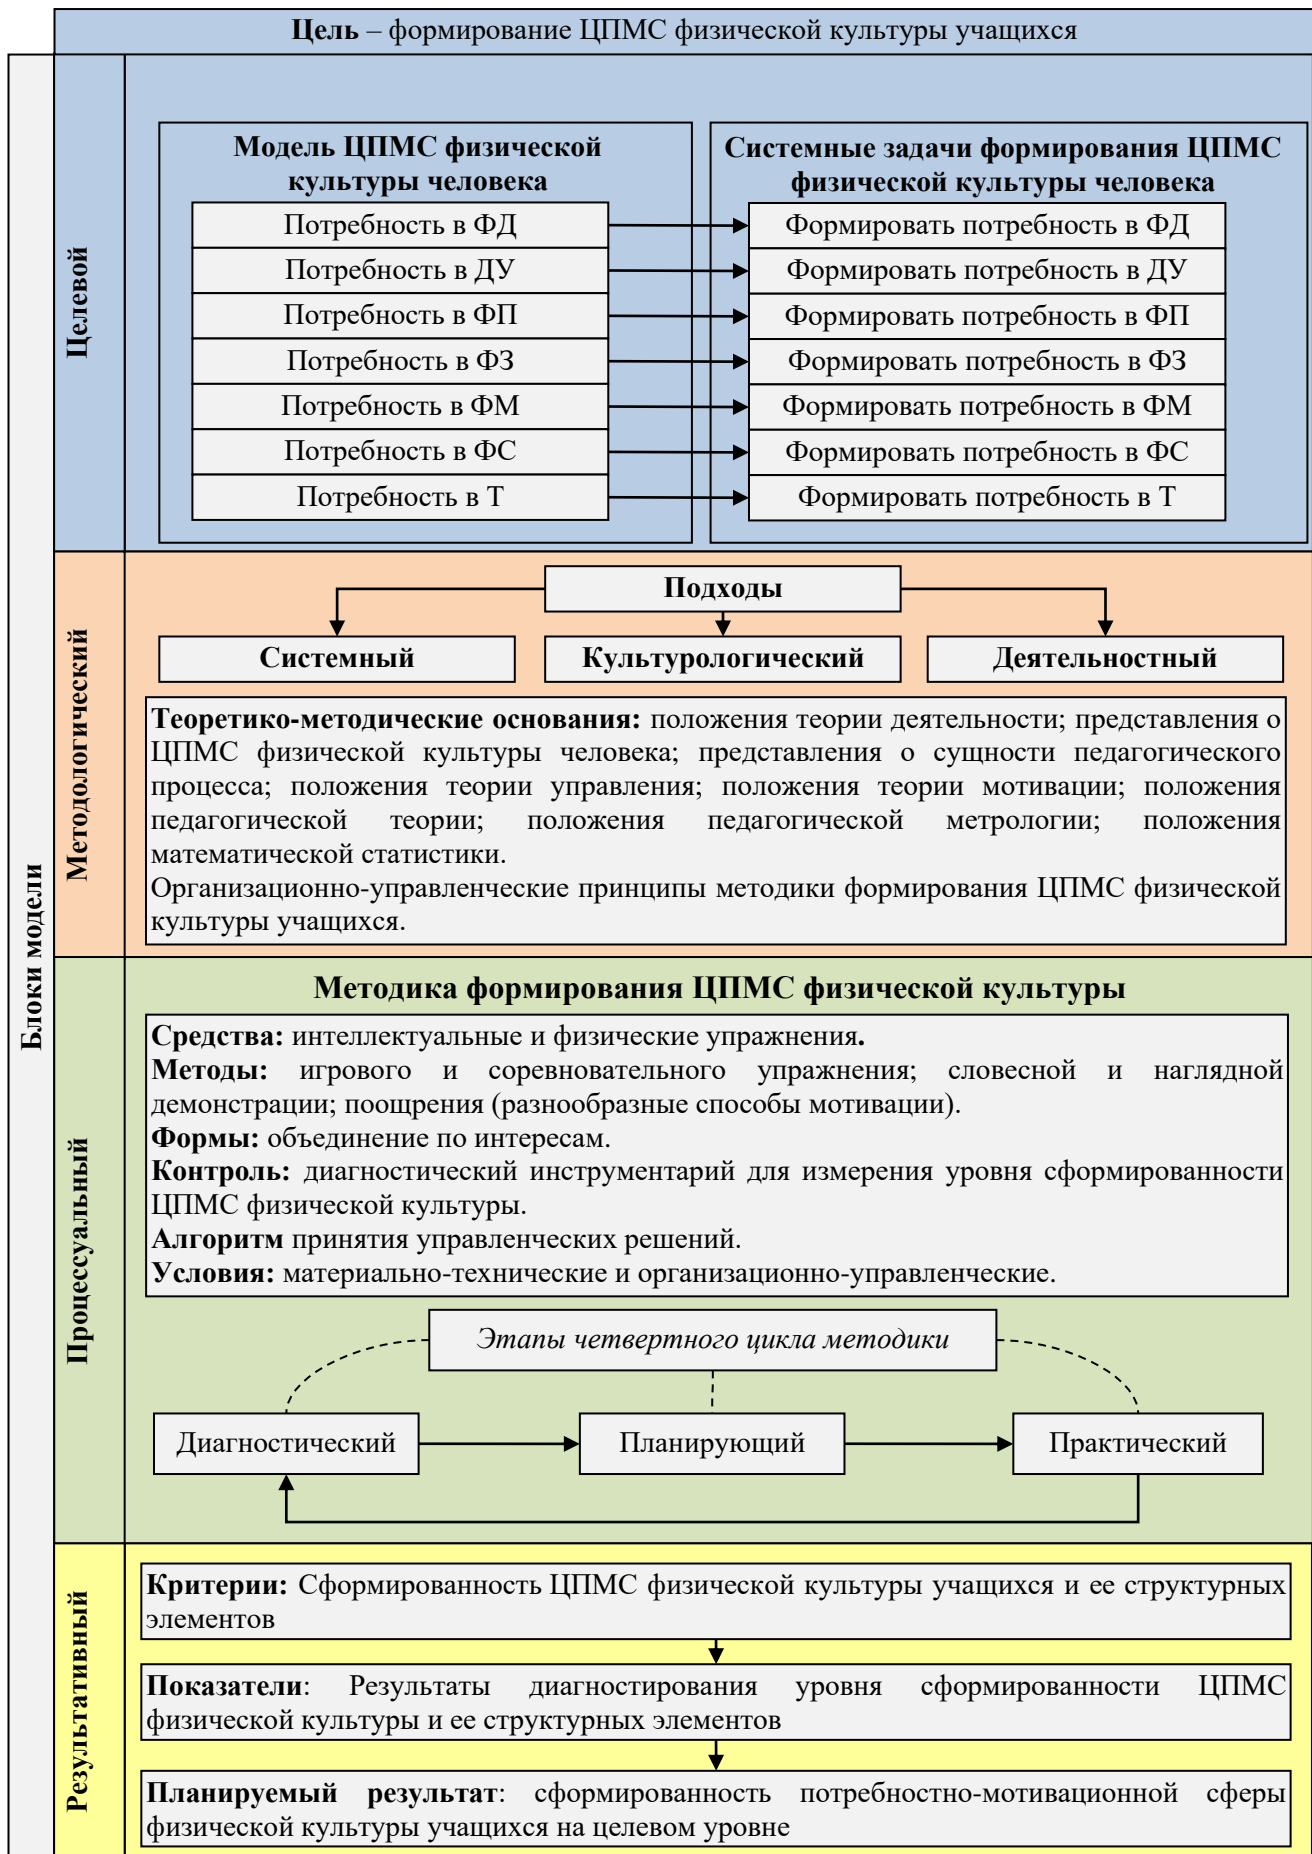 Цель – формирование ЦПМС физической культуры учащихся
Блоки модели
Целевой
Модель ЦПМС физической
культуры человека
Потребность в ФД
Потребность в ДУ
Потребность в ФП
Потребность в ФЗ
Потребность в ФМ
Потребность в ФС
Потребность в Т
Системные задачи формирования ЦПМС
физической культуры человека
Формировать потребность в ФД
Формировать потребность в ДУ
Формировать потребность в ФП
Формировать потребность в ФЗ
Формировать потребность в ФМ
Формировать потребность в ФС
Формировать потребность в Т
Методологический
Подходы
Системный
Культурологический
Деятельностный
Теоретико-методические основания: положения теории деятельности; представления о
ЦПМС физической культуры человека; представления о сущности педагогического
процесса; положения теории управления; положения теории мотивации; положения
педагогической теории; положения педагогической метрологии; положения
математической статистики.
Организационно-управленческие принципы методики формирования ЦПМС физической
культуры учащихся.
Процессуальный
Методика формирования ЦПМС физической культуры
Средства: интеллектуальные и физические упражнения.
Методы: игрового и соревновательного упражнения; словесной и наглядной
демонстрации; поощрения (разнообразные способы мотивации).
Формы: объединение по интересам.
Контроль: диагностический инструментарий для измерения уровня сформированности
ЦПМС физической культуры.
Алгоритм принятия управленческих решений.
Условия: материально-технические и организационно-управленческие.
Этапы четвертного цикла методики
Диагностический
Планирующий
Практический
Результативный
Критерии: Сформированность ЦПМС физической культуры учащихся и ее структурных
элементов
Показатели: Результаты диагностирования уровня сформированности ЦПМС
физической культуры и ее структурных элементов
Планируемый результат: сформированность потребностно-мотивационной сферы
физической культуры учащихся на целевом уровне